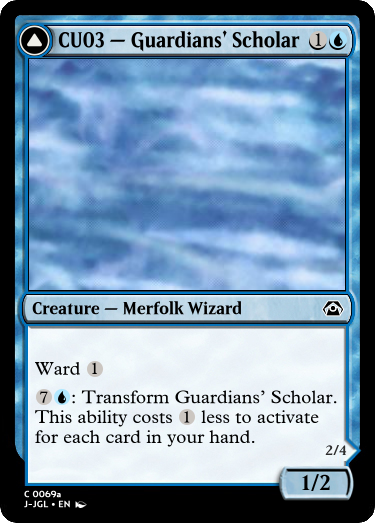 CU03 — Guardians' Scholar 1
Creature — Merfolk Wizard
Ward 1
7 : Transform Guardians' Scholar.
This ability costs 1 less to activate
for each card in your hand.
2/4
1/2
C 0069a
J-JGL • EN